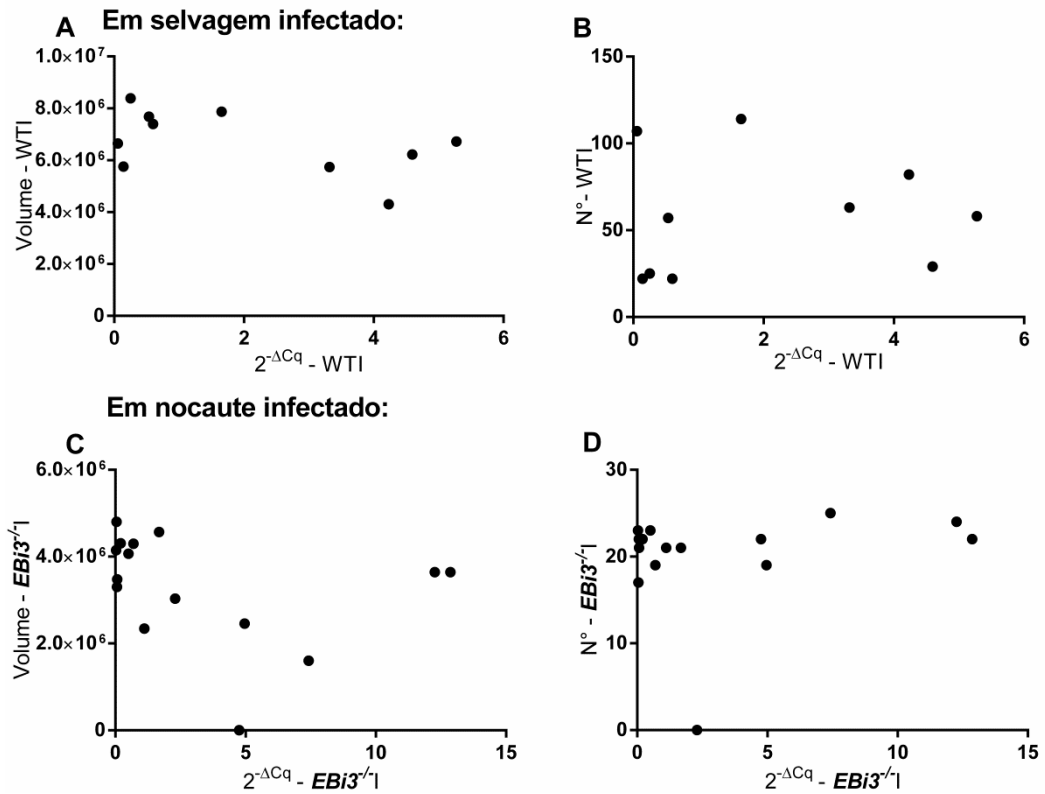 A Em selvagem infectado:
B
1.0×10⁷
8.0×10⁶
6.0×10⁶
4.0×10⁶
2.0×10⁶
0
Volume - WTI
0 2 4 6
2^-ΔCq - WTI
150
100
50
0
N°- WTI
0 2 4 6
2^-ΔCq - WTI
Em nocaute infectado:
C
D
6.0×10⁶
4.0×10⁶
2.0×10⁶
0
Volume - EBi3^-/-I
0 5 10 15
2^-ΔCq - EBi3^-/-I
30
20
10
0
N° - EBi3^-/-I
0 5 10 15
2^-ΔCq - EBi3^-/-I